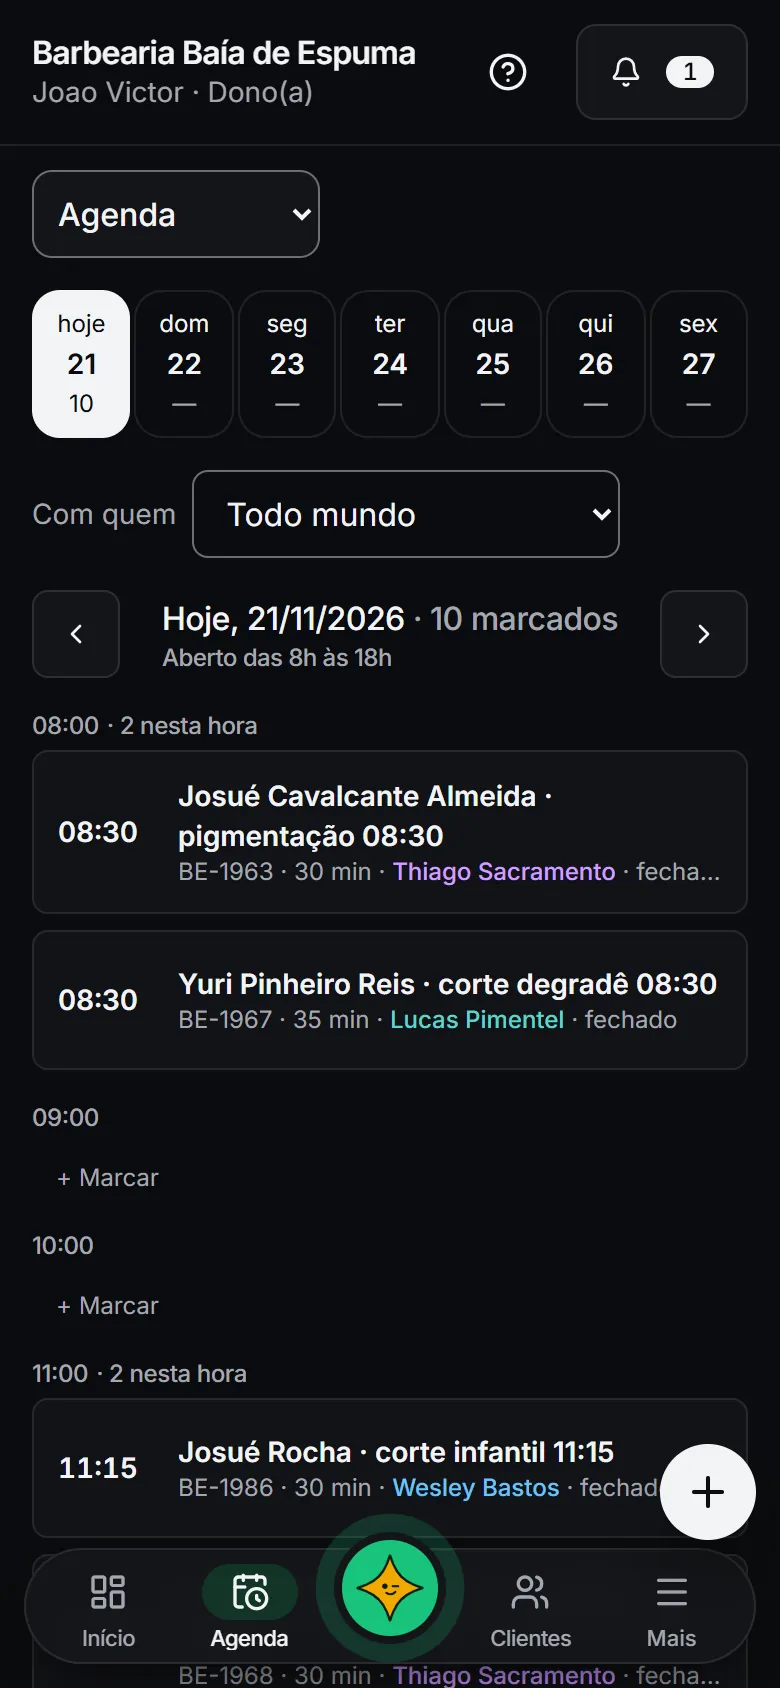 Barbearia Baía de Espuma
Joao Victor · Dono(a)
1
Agenda
hoje
21
10
dom
22
—
seg
23
—
ter
24
—
qua
25
—
qui
26
—
sex
27
—
Com quem
Todo mundo
Hoje, 21/11/2026 · 10 marcados
Aberto das 8h às 18h
08:00 · 2 nesta hora
08:30
Josué Cavalcante Almeida ·
pigmentação 08:30
BE-1963 · 30 min · Thiago Sacramento · fecha...
08:30
Yuri Pinheiro Reis · corte degradê 08:30
BE-1967 · 35 min · Lucas Pimentel · fechado
09:00
+ Marcar
10:00
+ Marcar
11:00 · 2 nesta hora
11:15
Josué Rocha · corte infantil 11:15
BE-1986 · 30 min · Wesley Bastos · fechad
Início
Agenda
Clientes
Mais
BE-1968 · 30 min · Thiago Sacramento · fecha...